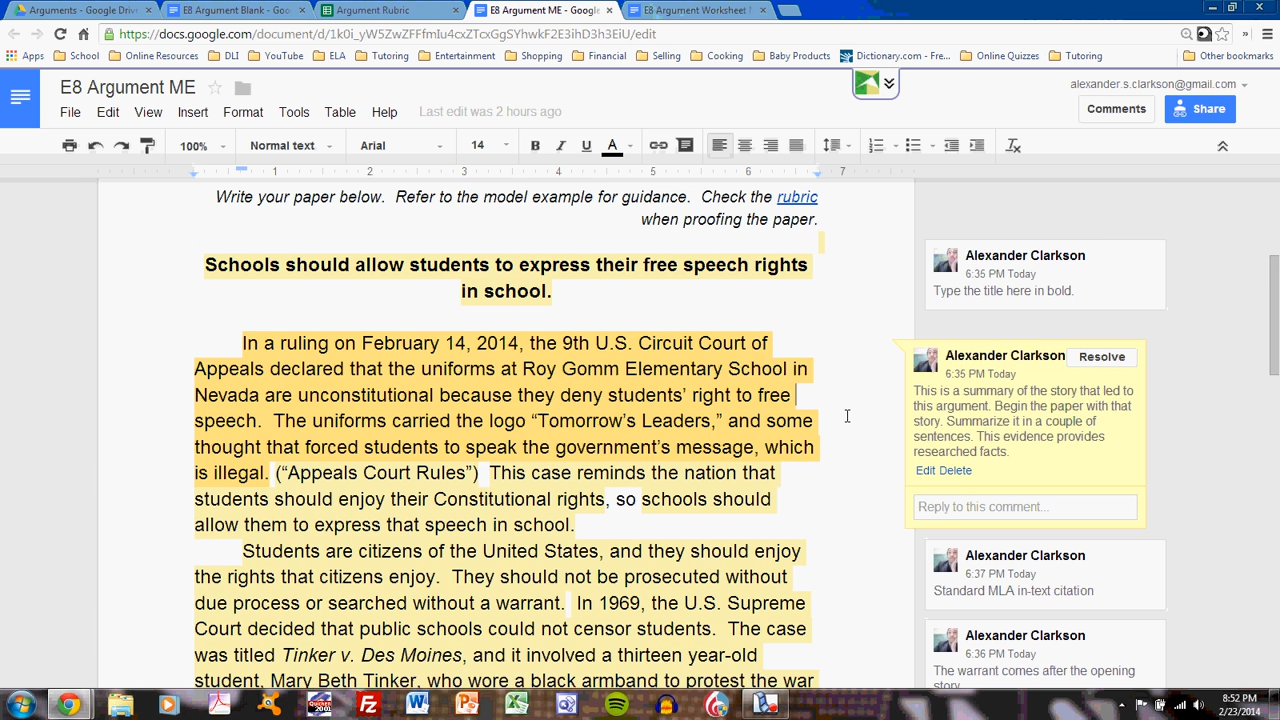 Arguments - Google Drive
E8 Argument Blank - Goo
Argument Rubric
E8 Argument ME - Google
E8 Argument Worksheet
https://docs.google.com/document/d/1k0i_yW5ZwZFFfmIu4cxZTcxGgSYhwkF2E3ihD3h3EiU/edit
Apps School Online Resources DLI YouTube ELA Tutoring Entertainment Shopping Financial Selling Cooking Baby Products Dictionary.com - Fre... Online Quizzes Tutoring Other bookmarks
E8 Argument ME
alexander.s.clarkson@gmail.com
File Edit View Insert Format Tools Table Help Last edit was 2 hours ago
Comments Share
100% Normal text Arial 14 B I U A
1 2 3 4 5 6 7
Write your paper below. Refer to the model example for guidance. Check the rubric
when proofing the paper.
Schools should allow students to express their free speech rights
in school.
In a ruling on February 14, 2014, the 9th U.S. Circuit Court of
Appeals declared that the uniforms at Roy Gomm Elementary School in
Nevada are unconstitutional because they deny students’ right to free
speech. The uniforms carried the logo “Tomorrow’s Leaders,” and some
thought that forced students to speak the government’s message, which
is illegal. (“Appeals Court Rules”) This case reminds the nation that
students should enjoy their Constitutional rights, so schools should
allow them to express that speech in school.
Students are citizens of the United States, and they should enjoy
the rights that citizens enjoy. They should not be prosecuted without
due process or searched without a warrant. In 1969, the U.S. Supreme
Court decided that public schools could not censor students. The case
was titled Tinker v. Des Moines, and it involved a thirteen year-old
student, Mary Beth Tinker, who wore a black armband to protest the war
Alexander Clarkson
6:35 PM Today
Type the title here in bold.
Alexander Clarkson
Resolve
6:35 PM Today
This is a summary of the story that led to
this argument. Begin the paper with that
story. Summarize it in a couple of
sentences. This evidence provides
researched facts.
Edit Delete
Reply to this comment...
Alexander Clarkson
6:37 PM Today
Standard MLA in-text citation
Alexander Clarkson
6:36 PM Today
The warrant comes after the opening
story
8:52 PM
2/23/2014